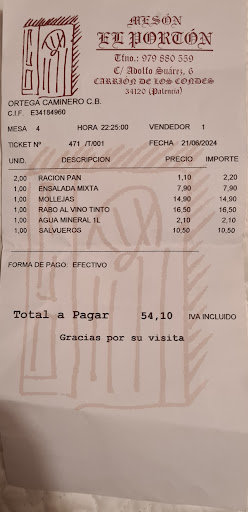 MESÓN
EL PORTÓN
Tfno.: 979 880 559
C/ Adolfo Suárez, 6
CARRIÓN DE LOS CONDES
34120 (Palencia)
ORTEGA CAMINERO C.B.
C.I.F. E34184960
MESA 4 HORA 22:25:00 VENDEDOR 1
TICKET Nº 471 /T/001 FECHA 21/06/2024
UNID. DESCRIPCION PRECIO IMPORTE
2,00 RACION PAN 1,10 2,20
1,00 ENSALADA MIXTA 7,90 7,90
1,00 MOLLEJAS 14,90 14,90
1,00 RABO AL VINO TINTO 16,50 16,50
1,00 AGUA MINERAL 1L 2,10 2,10
1,00 SALVUEROS 10,50 10,50
FORMA DE PAGO: EFECTIVO
Total a Pagar 54,10 IVA INCLUIDO
Gracias por su visita